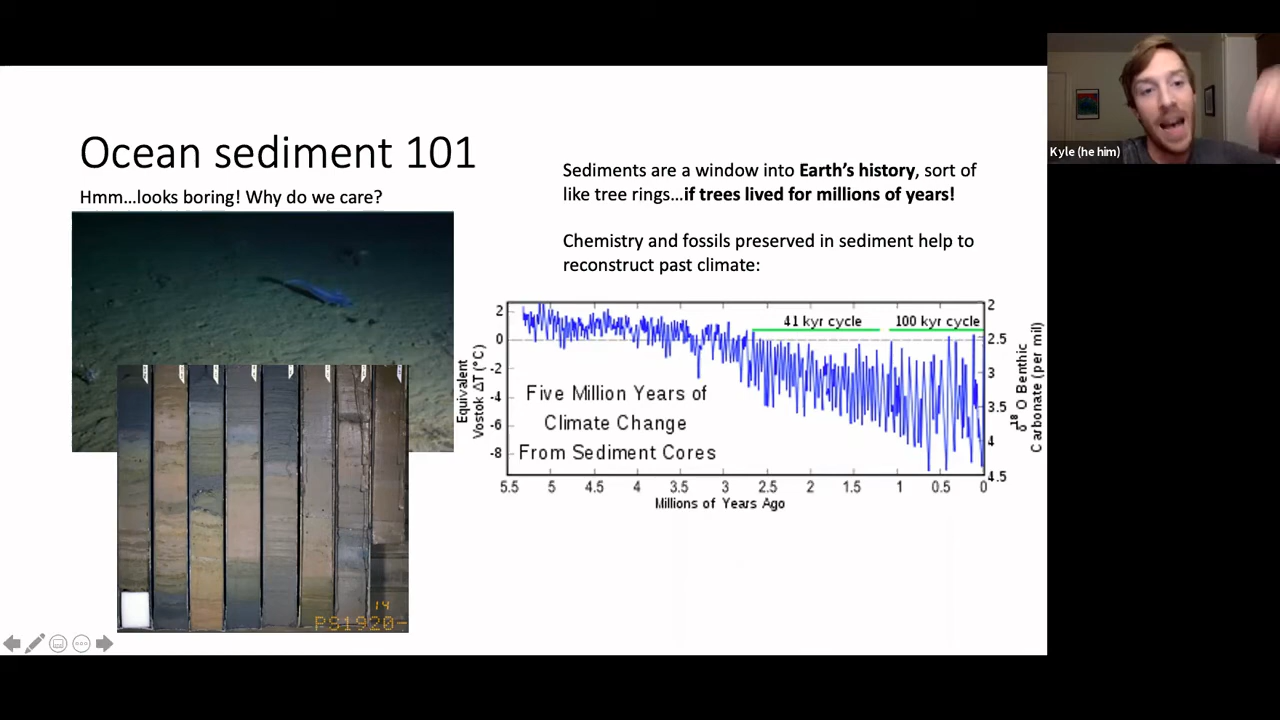 Ocean sediment 101
Hmm...looks boring! Why do we care?
Sediments are a window into Earth's history, sort of
like tree rings...if trees lived for millions of years!
Chemistry and fossils preserved in sediment help to
reconstruct past climate:
41 kyr cycle
100 kyr cycle
Five Million Years of
Climate Change
From Sediment Cores
Equivalent
Vostok ΔT (°C)
2
0
-2
-4
-6
-8
2
2.5
3
3.5
4
4.5
δ18 O Benthic
Carbonate (per mil)
5.5 5 4.5 4 3.5 3 2.5 2 1.5 1 0.5 0
Millions of Years Ago
14
PS1920-
Kyle (he him)